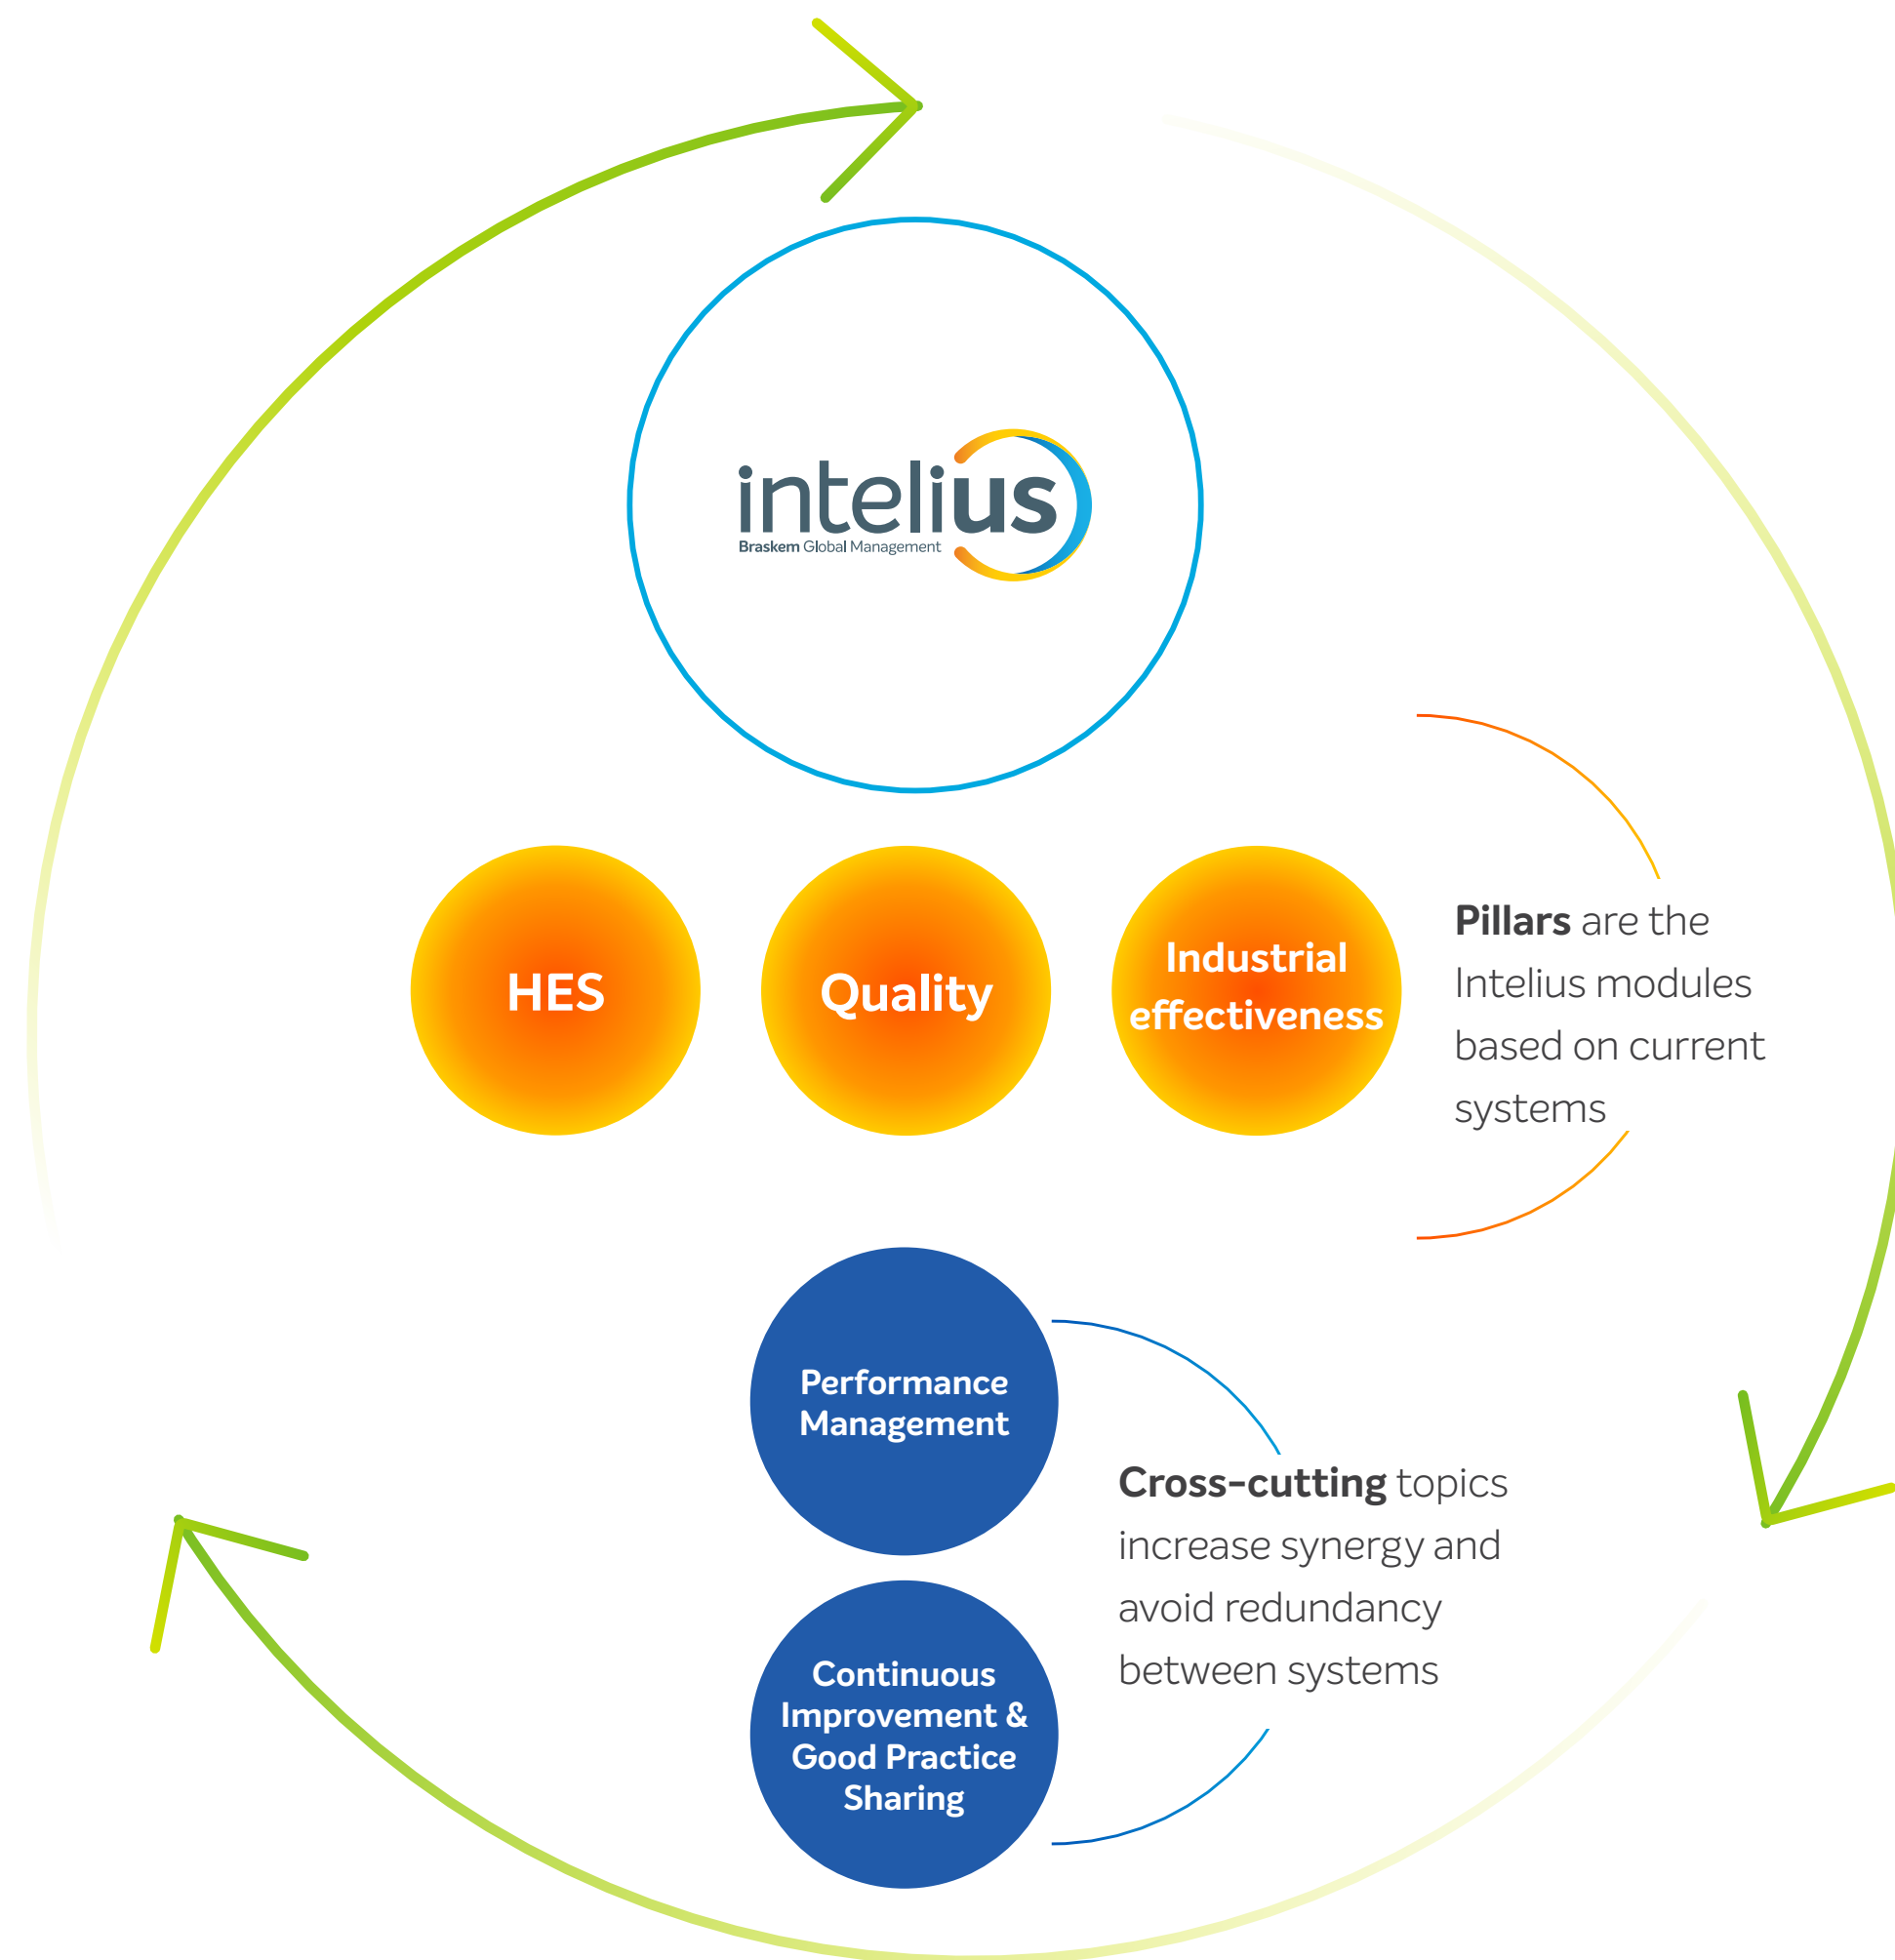 intelius
Braskem Global Management
HES
Quality
Industrial
effectiveness
Pillars are the
Intelius modules
based on current
systems
Performance
Management
Cross-cutting topics
increase synergy and
avoid redundancy
between systems
Continuous
Improvement &
Good Practice
Sharing